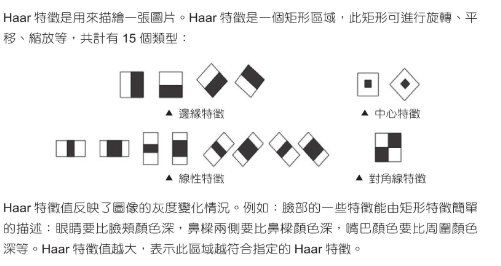 Haar 特徵是用來描繪一張圖片。Haar 特徵是一個矩形區域，此矩形可進行旋轉、平
移、縮放等，共計有 15 個類型：
▲ 邊緣特徵
▲ 中心特徵
▲ 線性特徵
▲ 對角線特徵
Haar 特徵值反映了圖像的灰度變化情況。例如：臉部的一些特徵能由矩形特徵簡單
的描述：眼睛要比臉頰顏色深，鼻樑兩側要比鼻樑顏色深，嘴巴顏色要比周圍顏色
深等。Haar 特徵值越大，表示此區域越符合指定的 Haar 特徵。